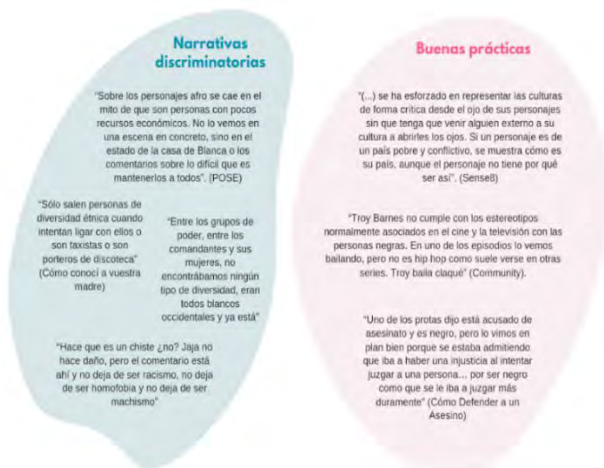 Narrativas
discriminatorias
"Sobre los personajes afro se cae en el
mito de que son personas con pocos
recursos económicos. No lo vemos en
una escena en concreto, sino en el
estado de la casa de Blanca o los
comentarios sobre lo difícil que es
mantenerlos a todos". (POSE)
"Sólo salen personas de
diversidad étnica cuando
intentan ligar con ellos o
son taxistas o son
porteros de discoteca"
(Cómo conocí a vuestra
madre)
"Entre los grupos de
poder, entre los
comandantes y sus
mujeres, no
encontrábamos ningún
tipo de diversidad, eran
todos blancos
occidentales y ya está"
"Hace que es un chiste ¿no? Jaja no
hace daño, pero el comentario está
ahí y no deja de ser racismo, no deja
de ser homofobia y no deja de ser
machismo"
Buenas prácticas
"(...) se ha esforzado en representar las culturas
de forma crítica desde el ojo de sus personajes
sin que tenga que venir alguien externo a su
cultura a abrirles los ojos. Si un personaje es de
un país pobre y conflictivo, se muestra cómo es
su país, aunque el personaje no tiene por qué
ser así". (Sense8)
"Troy Barnes no cumple con los estereotipos
normalmente asociados en el cine y la televisión con las
personas negras. En uno de los episodios lo vemos
bailando, pero no es hip hop como suele verse en otras
series. Troy baila claqué" (Community).
"Uno de los protas dijo está acusado de
asesinato y es negro, pero lo vimos en
plan bien porque se estaba admitiendo
que iba a haber una injusticia al intentar
juzgar a una persona... por ser negro
como que se le iba a juzgar más
duramente" (Cómo Defender a un
Asesino)